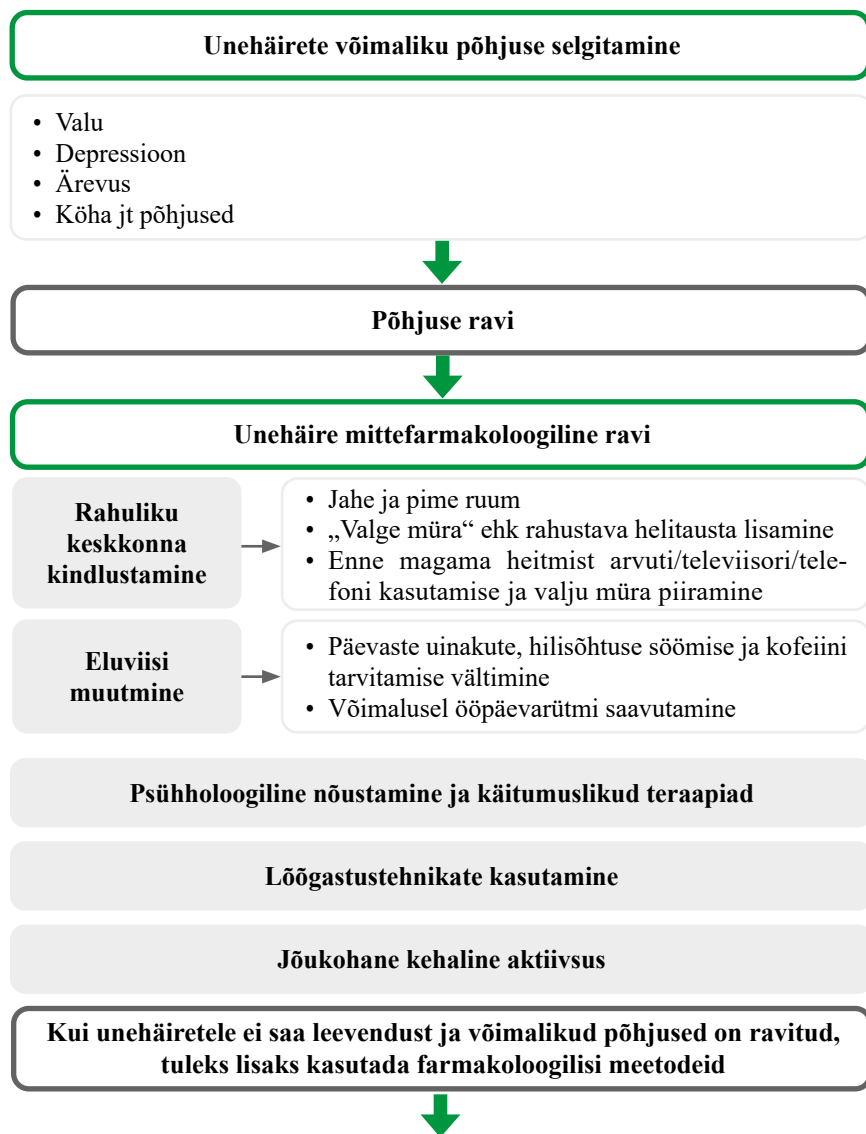 Unehäirete võimaliku põhjuse selgitamine
• Valu
• Depressioon
• Ärevus
• Köha jt põhjused
Põhjuse ravi
Unehäire mittefarmakoloogiline ravi
Rahuliku
keskkonna
kindlustamine
• Jahe ja pime ruum
• „Valge müra“ ehk rahustava helitausta lisamine
• Enne magama heitmist arvuti/televiisori/tele-
foni kasutamise ja valju müra piiramine
Eluviisi
muutmine
• Päevaste uinakute, hilisõhtuse söömise ja kofeiini
tarvitamise vältimine
• Võimalusel ööpäevarütmi saavutamine
Psühholoogiline nõustamine ja käitumuslikud teraapiad
Lõõgastustehnikate kasutamine
Jõukohane kehaline aktiivsus
Kui unehäiretele ei saa leevendust ja võimalikud põhjused on ravitud,
tuleks lisaks kasutada farmakoloogilisi meetodeid